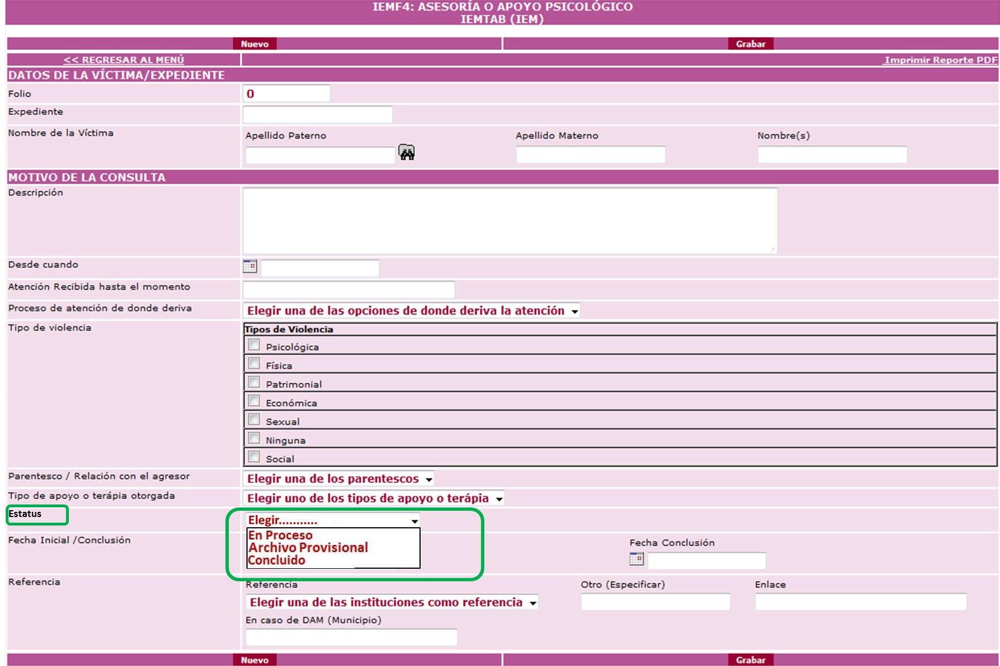 IEMF4: ASESORÍA O APOYO PSICOLÓGICO
IEMTAB (IEM)
Nuevo Grabar
<< REGRESAR AL MENÚ Imprimir Reporte PDF
DATOS DE LA VÍCTIMA/EXPEDIENTE
Folio 0
Expediente
Nombre de la Víctima
Apellido Paterno Apellido Materno Nombre(s)
MOTIVO DE LA CONSULTA
Descripción
Desde cuando
Atención Recibida hasta el momento
Proceso de atención de donde deriva Elegir una de las opciones de donde deriva la atención
Tipo de violencia Tipos de Violencia
Psicológica
Física
Patrimonial
Económica
Sexual
Ninguna
Social
Parentesco / Relación con el agresor Elegir una de los parentescos
Tipo de apoyo o terápia otorgada Elegir uno de los tipos de apoyo o terápia
Estatus Elegir...........
En Proceso
Archivo Provisional
Concluido
Fecha Inicial /Conclusión Fecha Conclusión
Referencia Referencia Otro (Especificar) Enlace
Elegir una de las instituciones como referencia
En caso de DAM (Municipio)
Nuevo Grabar